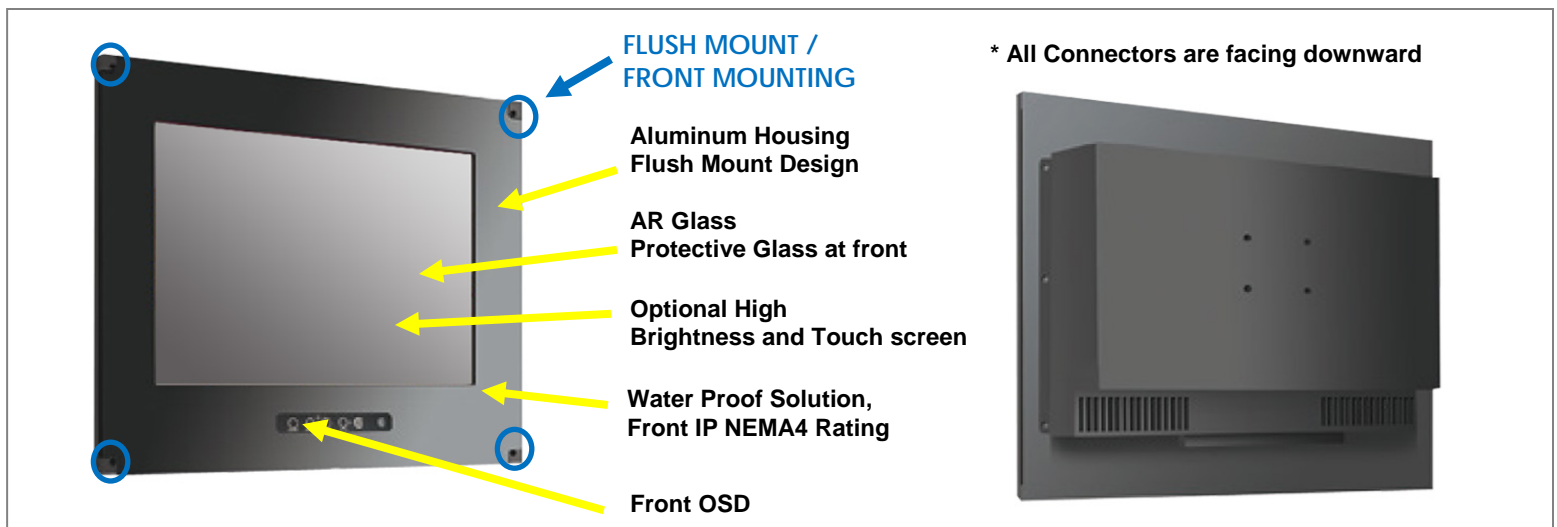 FLUSH MOUNT /
FRONT MOUNTING
Aluminum Housing
Flush Mount Design
AR Glass
Protective Glass at front
Optional High
Brightness and Touch screen
Water Proof Solution,
Front IP NEMA4 Rating
Front OSD
* All Connectors are facing downward